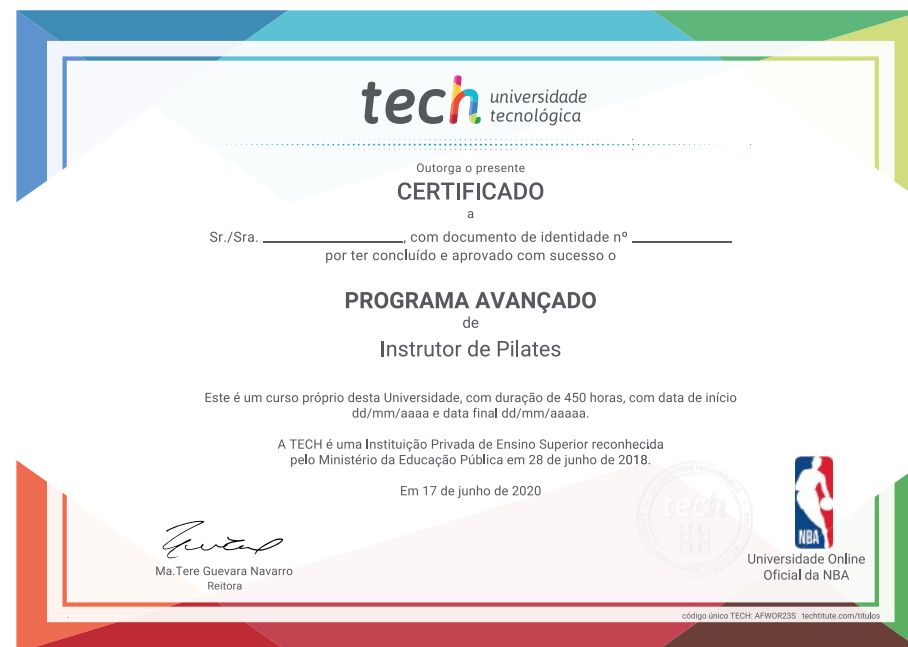 tech universidade
tecnológica
Outorga o presente
CERTIFICADO
a
Sr./Sra. ____________, com documento de identidade nº ____________
por ter concluído e aprovado com sucesso o
PROGRAMA AVANÇADO
de
Instrutor de Pilates
Este é um curso próprio desta Universidade, com duração de 450 horas, com data de início
dd/mm/aaaa e data final dd/mm/aaaaa.
A TECH é uma Instituição Privada de Ensino Superior reconhecida
pelo Ministério da Educação Pública em 28 de junho de 2018.
Em 17 de junho de 2020
tech
NBA
Ma.Tere Guevara Navarro
Reitora
Universidade Online
Oficial da NBA
código único TECH: AFWOR23S techtitute.com/titulos